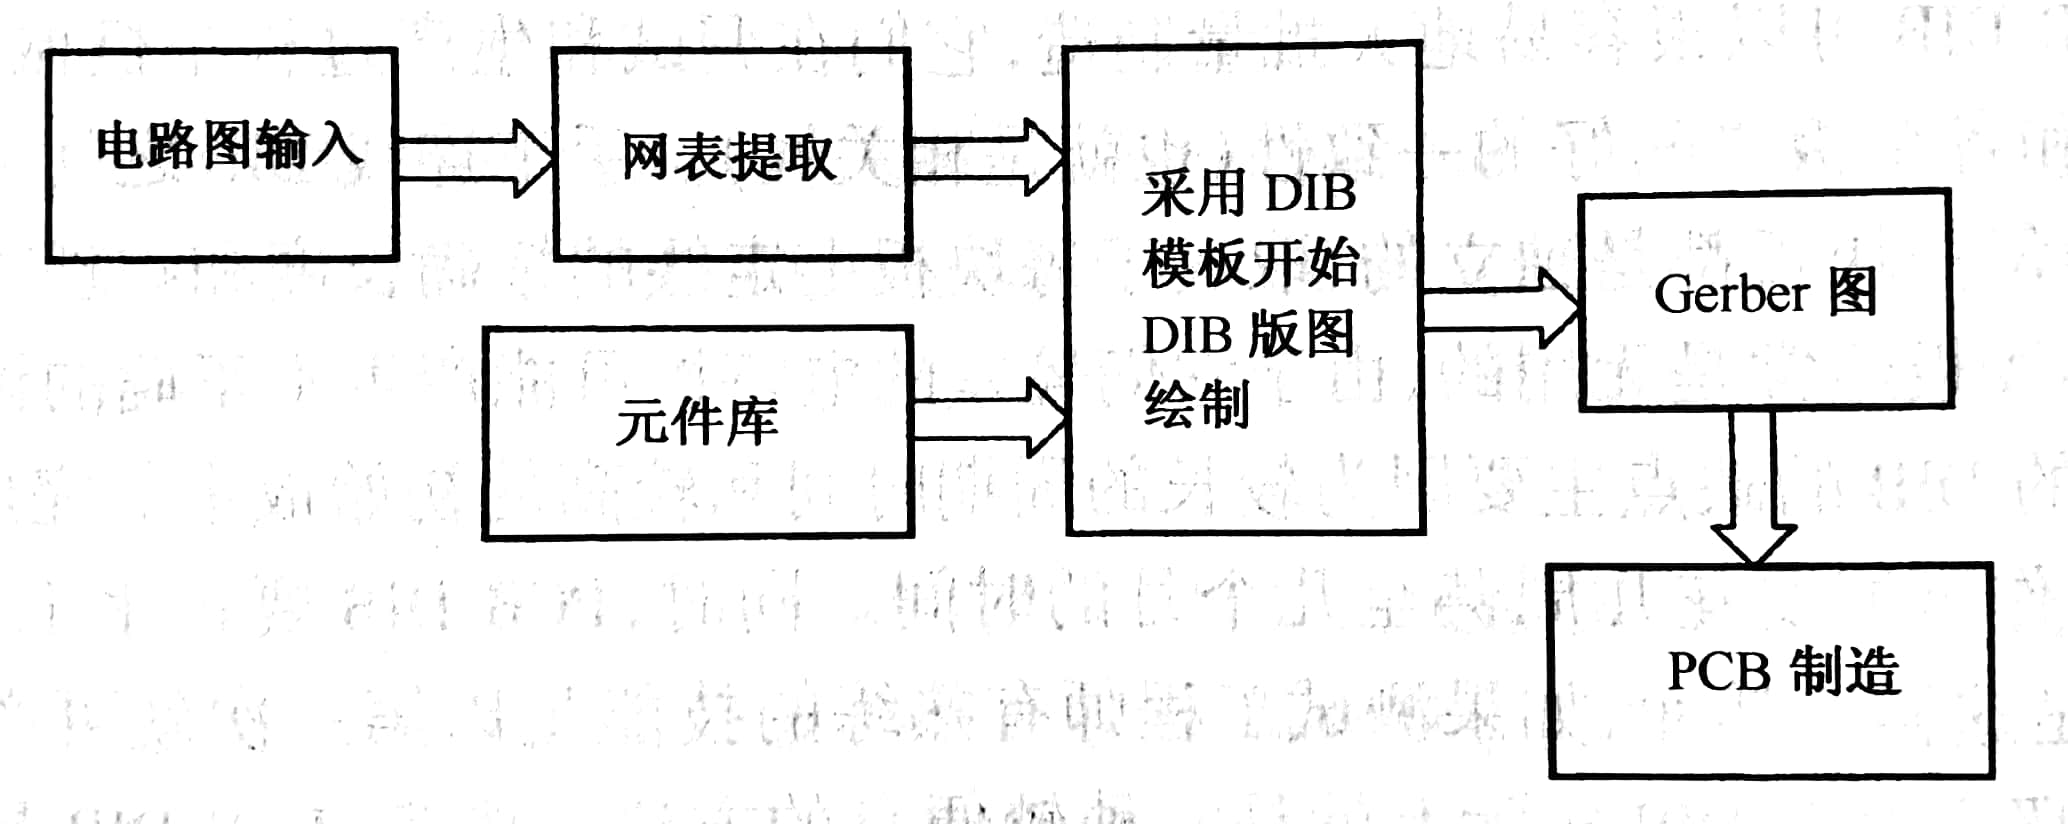 电路图输入
网表提取
采用 DIB
模板开始
DIB 版图
绘制
元件库
Gerber 图
PCB 制造